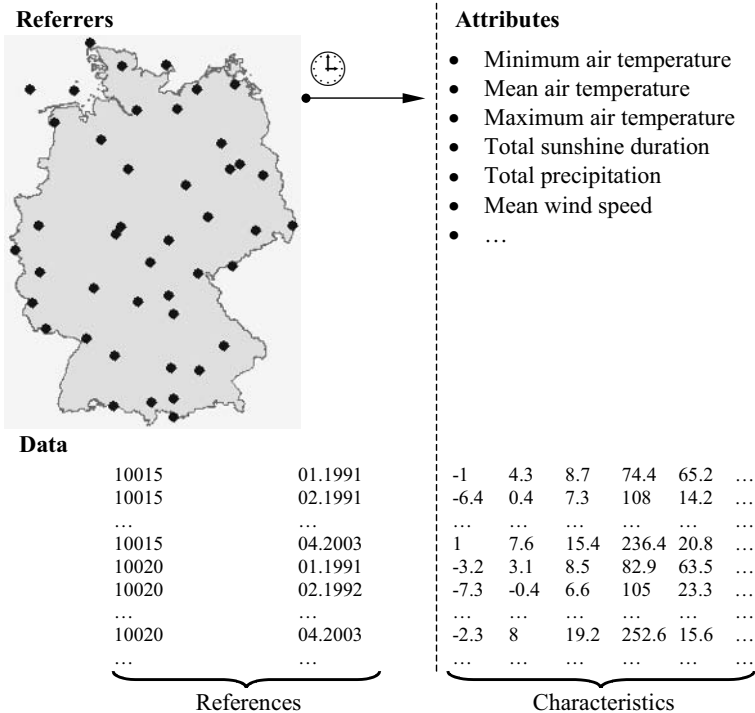 Referrers
Attributes
• Minimum air temperature
• Mean air temperature
• Maximum air temperature
• Total sunshine duration
• Total precipitation
• Mean wind speed
• …
Data
10015 01.1991 -1 4.3 8.7 74.4 65.2 …
10015 02.1991 -6.4 0.4 7.3 108 14.2 …
… … … … … … … …
10015 04.2003 1 7.6 15.4 236.4 20.8 …
10020 01.1991 -3.2 3.1 8.5 82.9 63.5 …
10020 02.1992 -7.3 -0.4 6.6 105 23.3 …
… … … … … … … …
10020 04.2003 -2.3 8 19.2 252.6 15.6 …
… … … … … … … …
References
Characteristics